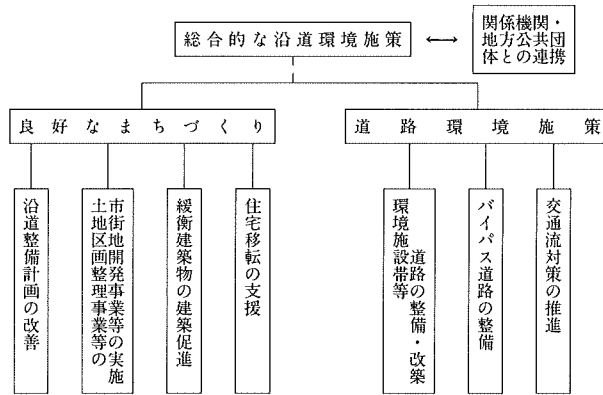 総合的な沿道環境施策
↔
関係機関・
地方公共団
体との連携
良好なまちづくり
道路環境施策
沿道整備計画の改善
市街地開発事業等の実施
土地区画整理事業等の
緩衝建築物の建築促進
住宅移転の支援
道路の整備・改築
環境施設帯等
バイパス道路の整備
交通流対策の推進